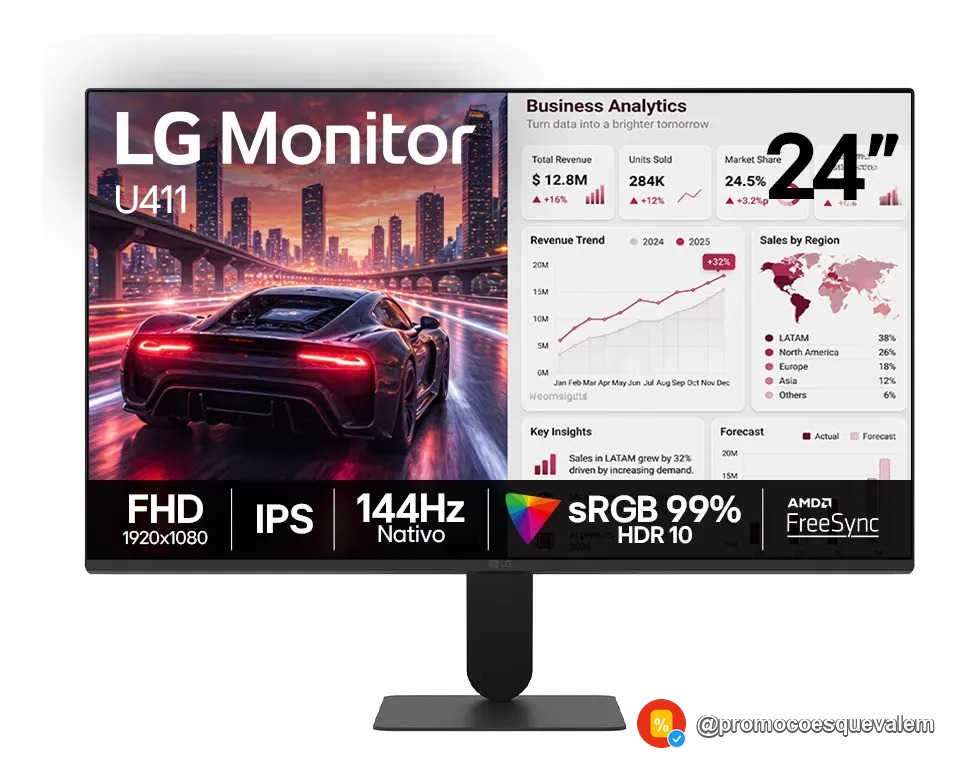 LG Monitor
U411
24"
Business Analytics
Turn data into a brighter tomorrow
Total Revenue
$ 12.8M
▲ +16%
Units Sold
284K
▲ +12%
Market Share
24.5%
▲ +3.2%p
Revenue Trend
2024
2025
+32%
20M
15M
10M
5M
0M
Jan Feb Mar Apr May Jun Jul Aug Sep Oct Nov Dec
Sales by Region
LATAM 38%
North America 26%
Europe 18%
Asia 12%
Others 6%
Key Insights
Sales in LATAM grew by 32%
driven by increasing demand.
Forecast
Actual
Forecast
20M
15M
FHD
1920x1080
IPS
144Hz
Nativo
sRGB 99%
HDR 10
AMD
FreeSync
LG
@promocoesquevalem